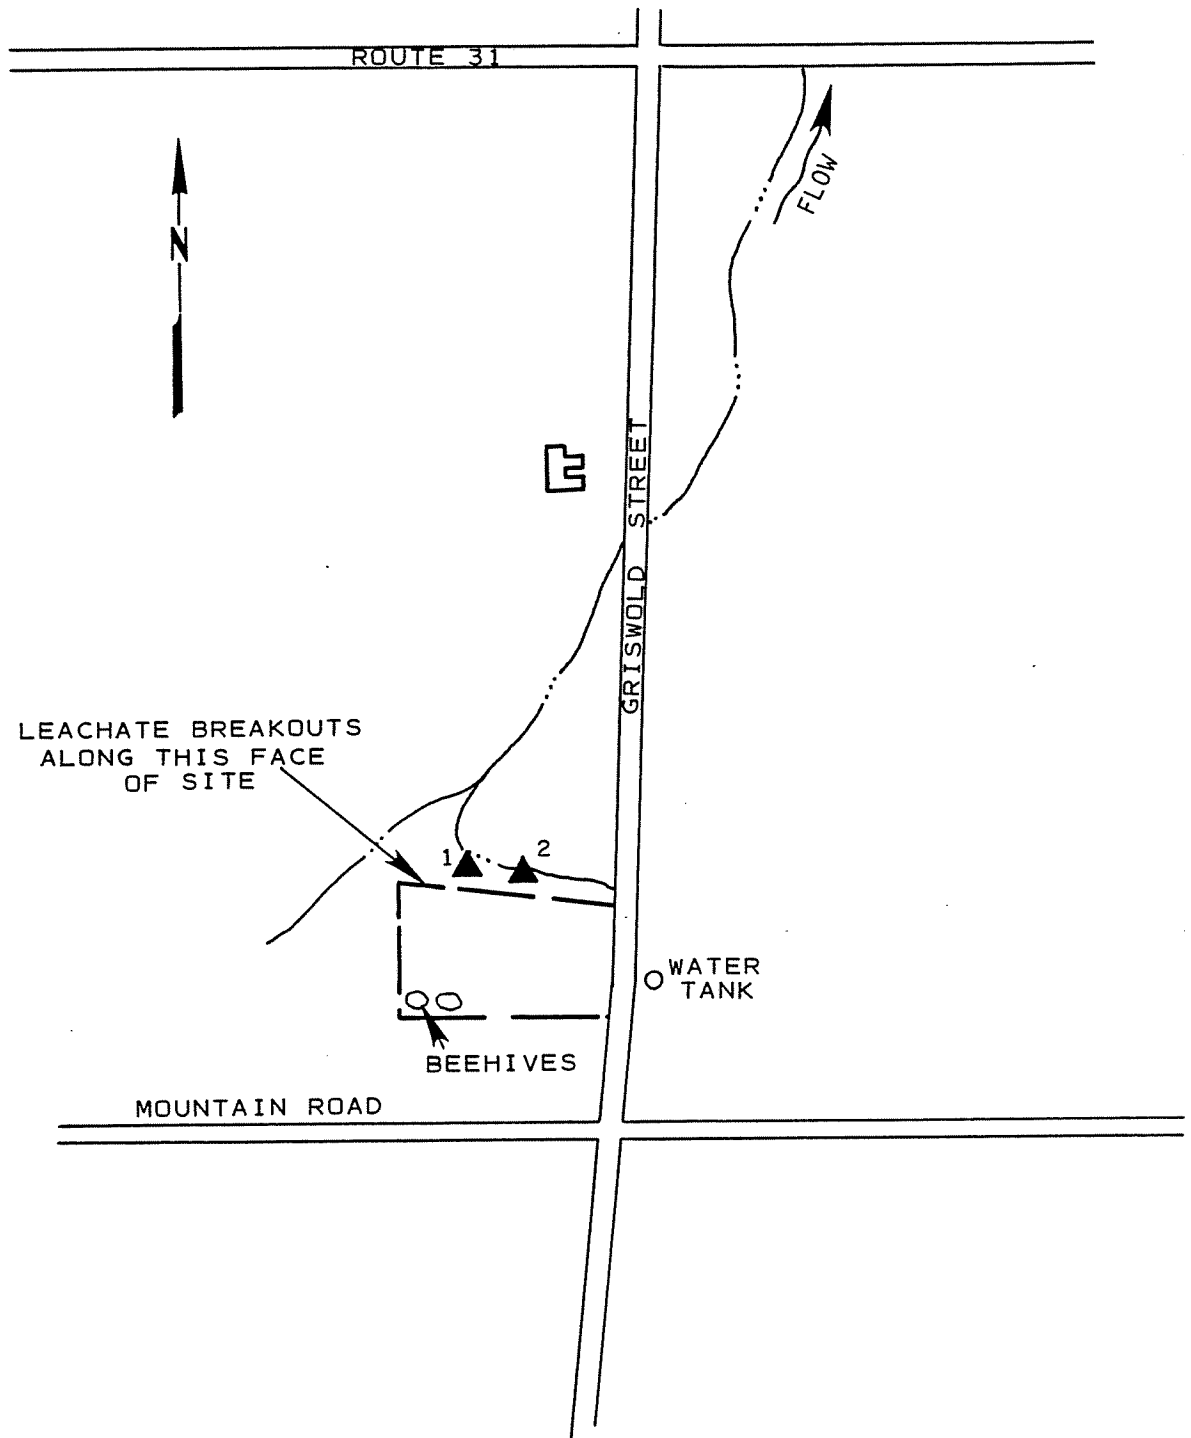 ROUTE 31
N
FLOW
GRISWOLD STREET
LEACHATE BREAKOUTS
ALONG THIS FACE
OF SITE
1
2
WATER
TANK
BEEHIVES
MOUNTAIN ROAD